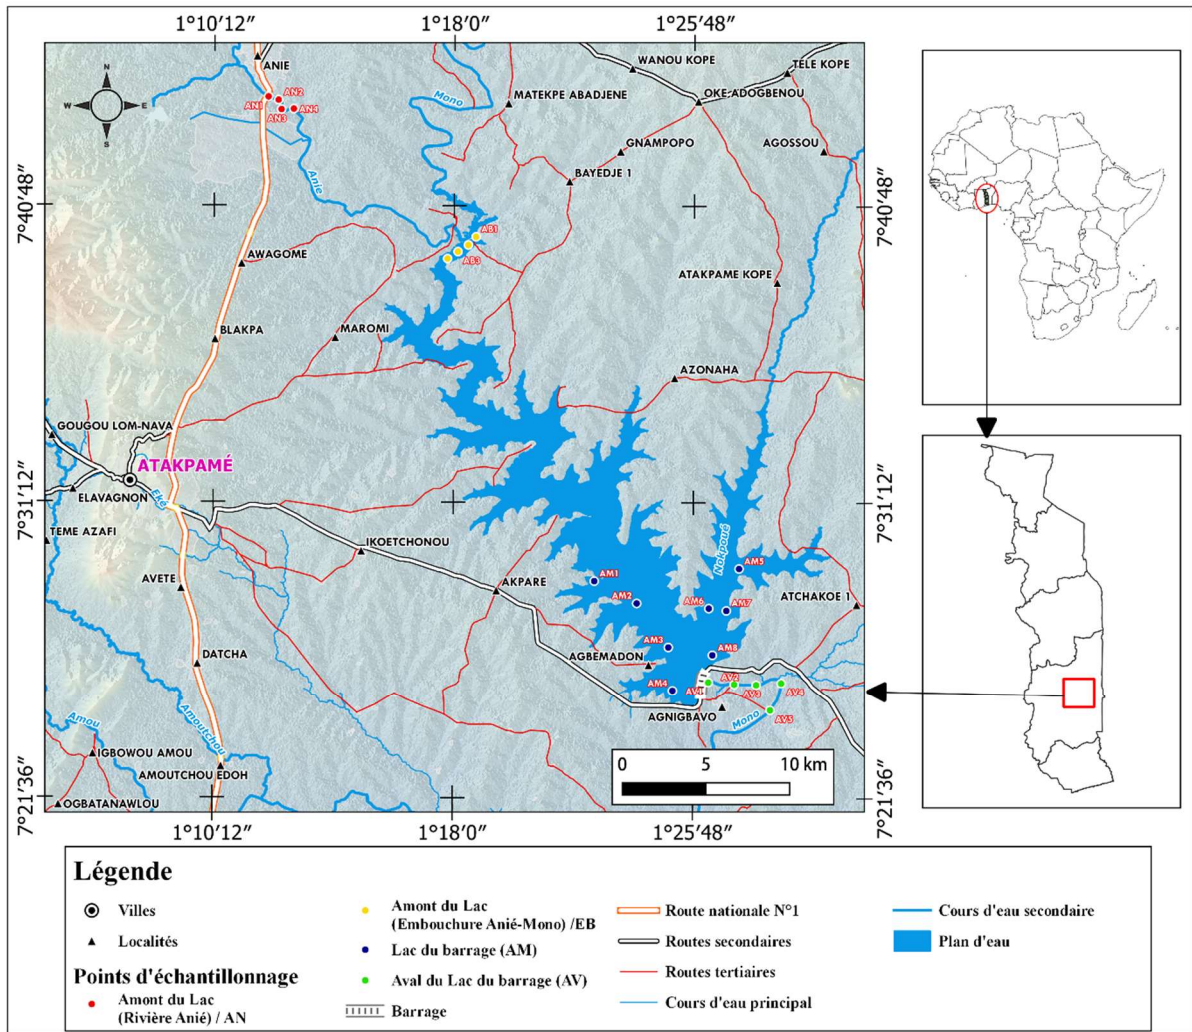 1°10′12″ 1°18′0″ 1°25′48″
N
W E
S
ANIE
AN1
AN2
AN3
AN4
Mono
WANOU KOPE
TELE KOPE
MATEKPE ABADJENE
OKE ADOGBENOU
GNAMPOPO
AGOSSOU
BAYEDJE 1
Anie
7°40′48″
7°40′48″
AB1
AB3
AWAGOME
ATAKPAME KOPE
BLAKPA
MAROMI
AZONAHA
GOUGOU LOM-NAVA
ATAKPAMÉ
ELAVAGNON
Eké
7°31′12″
7°31′12″
TEME AZAFI
IKOETCHONOU
Nokpoué
AVETE
AKPARE
AM1
AM2
AM5
AM6
AM7
ATCHAKOE 1
DATCHA
AGBEMADON
AM3
AM8
AM4
AV1
AV2
AV3
AV4
AV5
AGNIGBAVO
Mono
Amou
Amoutchou
IGBOWOU AMOU
AMOUTCHOU EDOH
OGBATANAWLOU
0 5 10 km
7°21′36″
7°21′36″
1°10′12″ 1°18′0″ 1°25′48″
Légende
Villes
Localités
Points d'échantillonnage
Amont du Lac
(Rivière Anié) / AN
Amont du Lac
(Embouchure Anié-Mono) /EB
Lac du barrage (AM)
Aval du Lac du barrage (AV)
Barrage
Route nationale N°1
Routes secondaires
Routes tertiaires
Cours d'eau principal
Cours d'eau secondaire
Plan d'eau